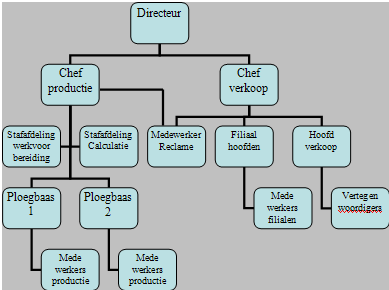 Directeur
Chef
productie
Chef
verkoop
Stafafdeling
werkvoor
bereiding
Stafafdeling
Calculatie
Medewerker
Reclame
Filiaal
hoofden
Hoofd
verkoop
Ploegbaas
1
Ploegbaas
2
Mede
werkers
filialen
Vertegen
woordigers
Mede
werkers
productie
Mede
werkers
productie